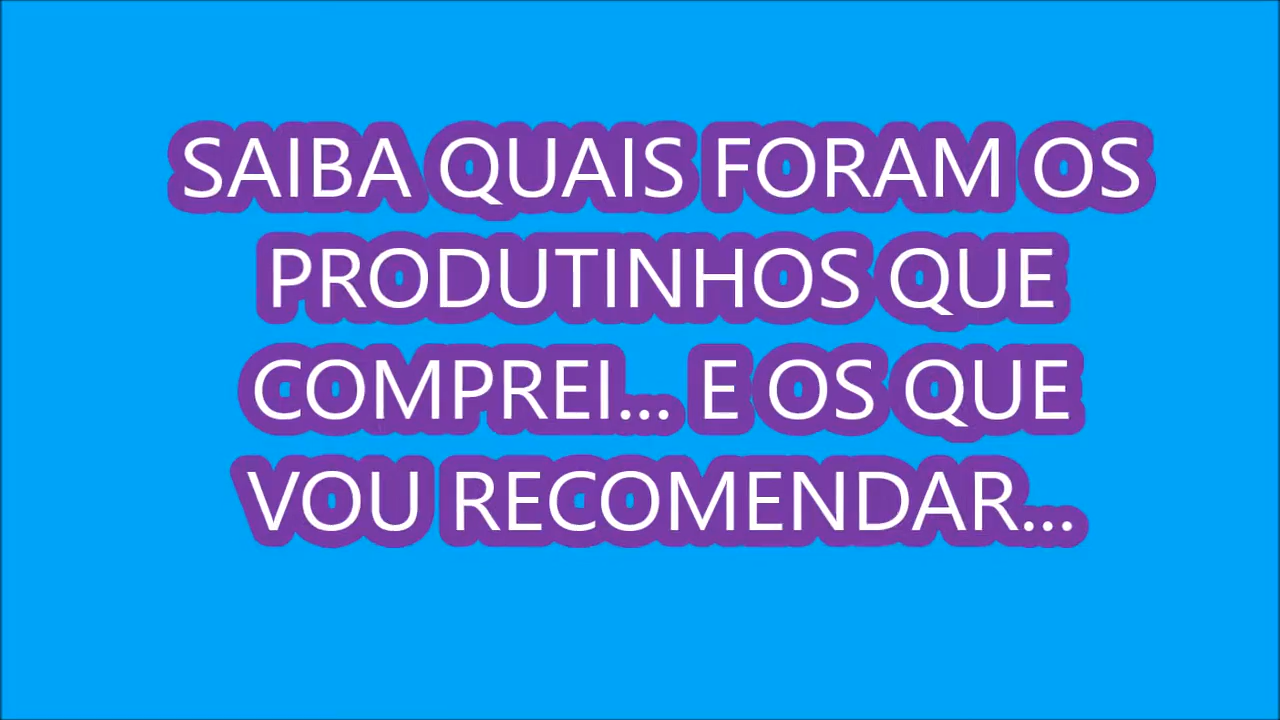 SAIBA QUAIS FORAM OS
PRODUTINHOS QUE
COMPREI... E OS QUE
VOU RECOMENDAR...